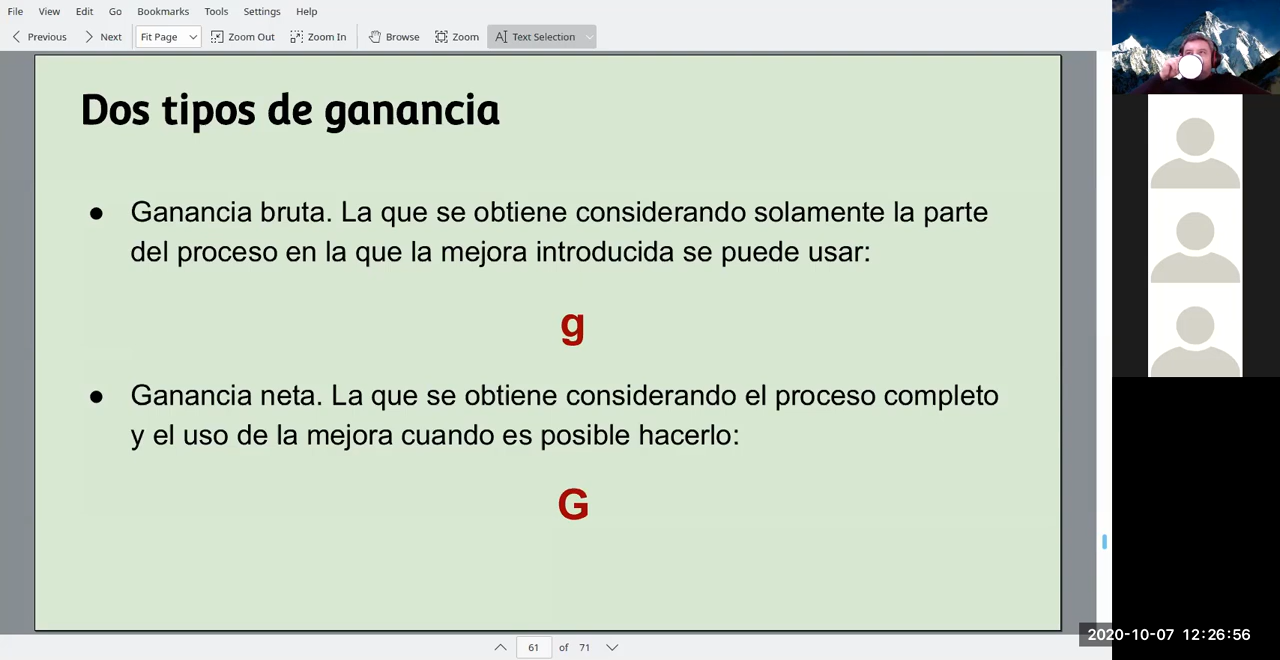 File View Edit Go Bookmarks Tools Settings Help
Previous Next Fit Page Zoom Out Zoom In Browse Zoom Text Selection
Dos tipos de ganancia
● Ganancia bruta. La que se obtiene considerando solamente la parte
del proceso en la que la mejora introducida se puede usar:
g
● Ganancia neta. La que se obtiene considerando el proceso completo
y el uso de la mejora cuando es posible hacerlo:
G
2020-10-07 12:26:56
61 of 71